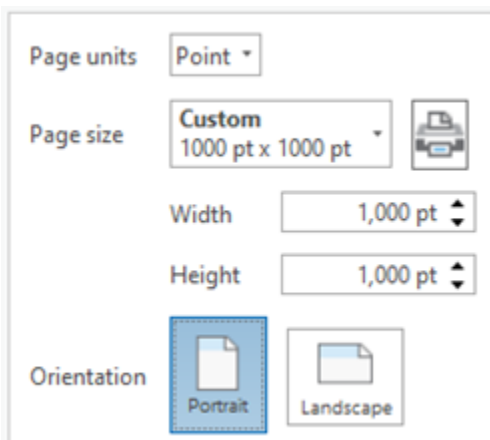 Page units Point
Page size Custom
1000 pt x 1000 pt
Width 1,000 pt
Height 1,000 pt
Orientation Portrait Landscape